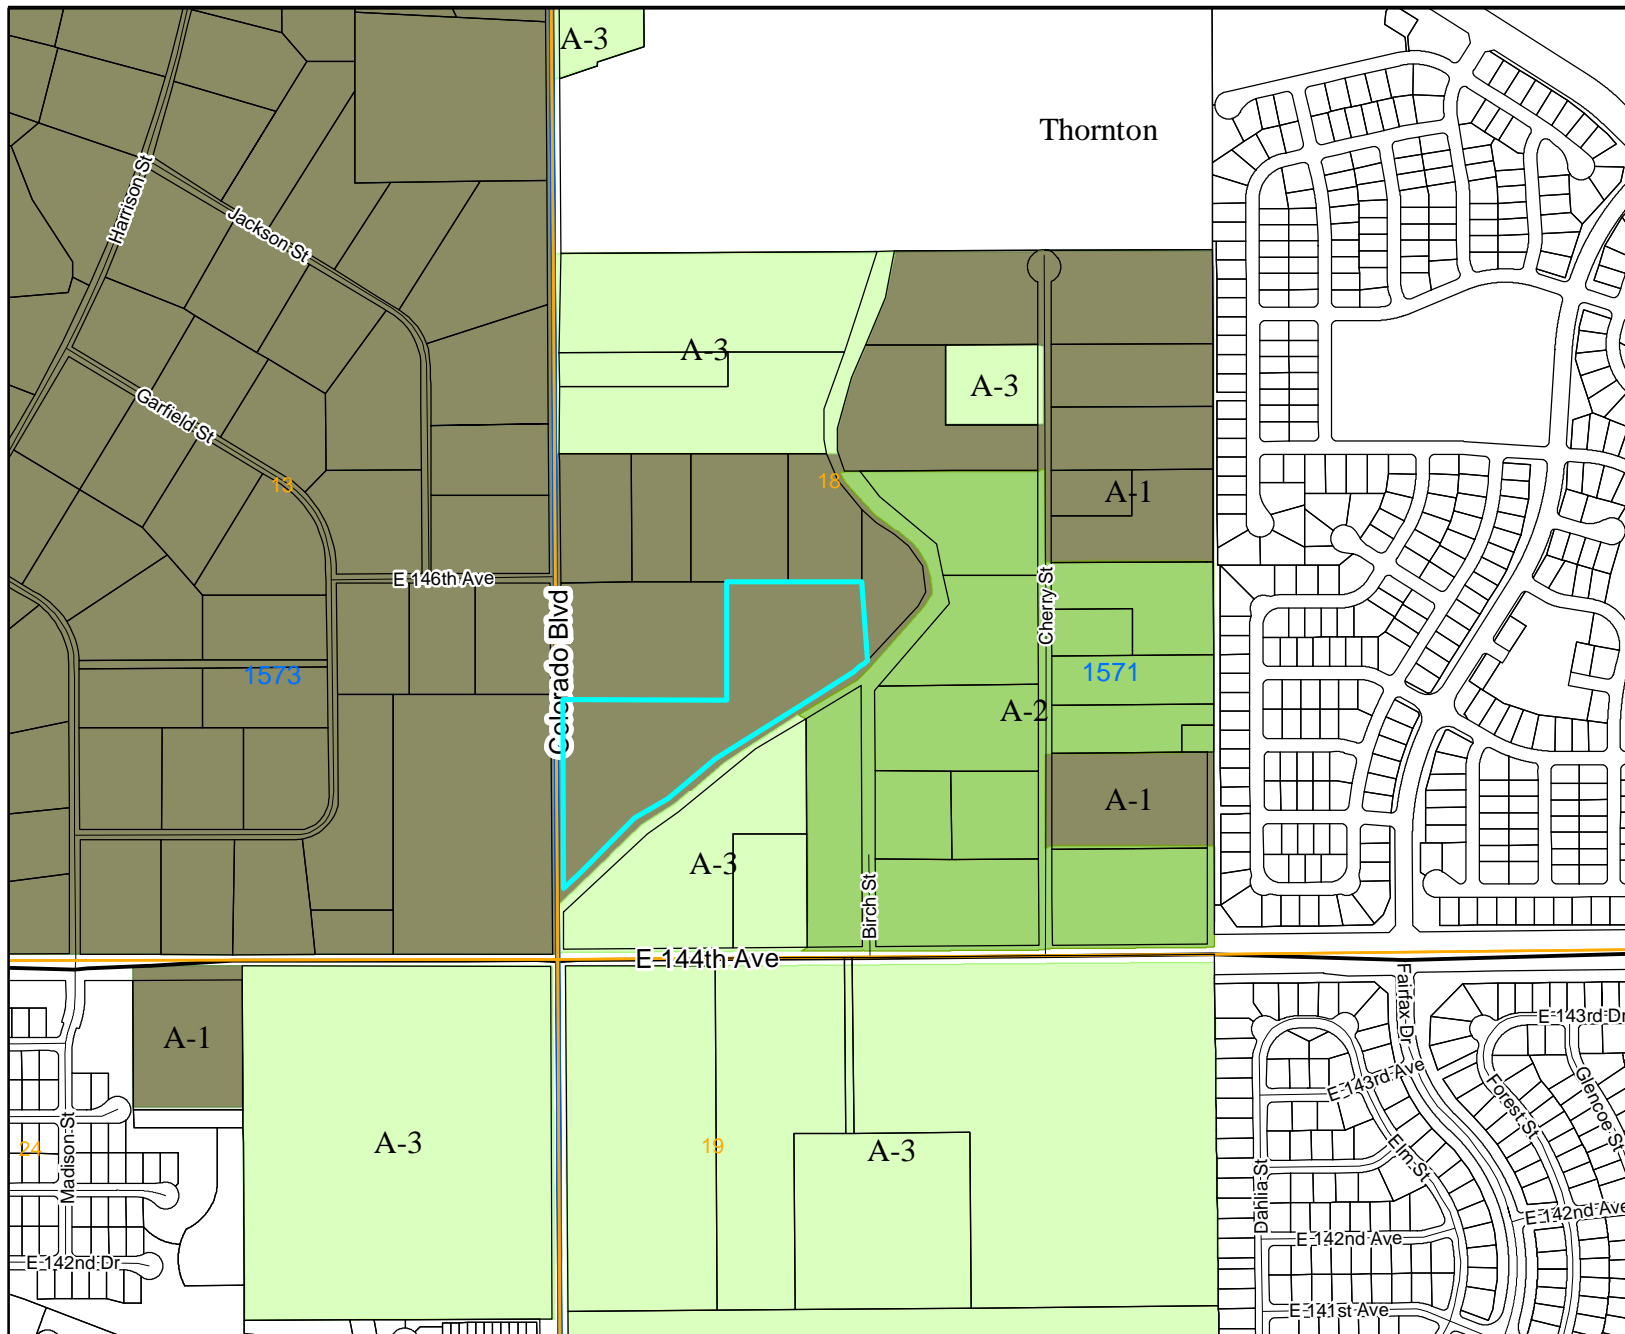 A-3
Thornton
Harrison St
Jackson St
A-3
A-3
Garfield St
13
18
A-1
E 146th Ave
Colorado Blvd
Cherry St
1573
1571
A-2
A-1
A-3
Birch St
E 144th Ave
Fairfax Dr
E 143rd Dr
A-1
E 143rd Ave
Forest St
Glencoe St
24
Madison St
A-3
19
A-3
Elm St
Dahlia St
E 142nd Ave
E 142nd Ave
E 142nd Dr
E 141st Ave